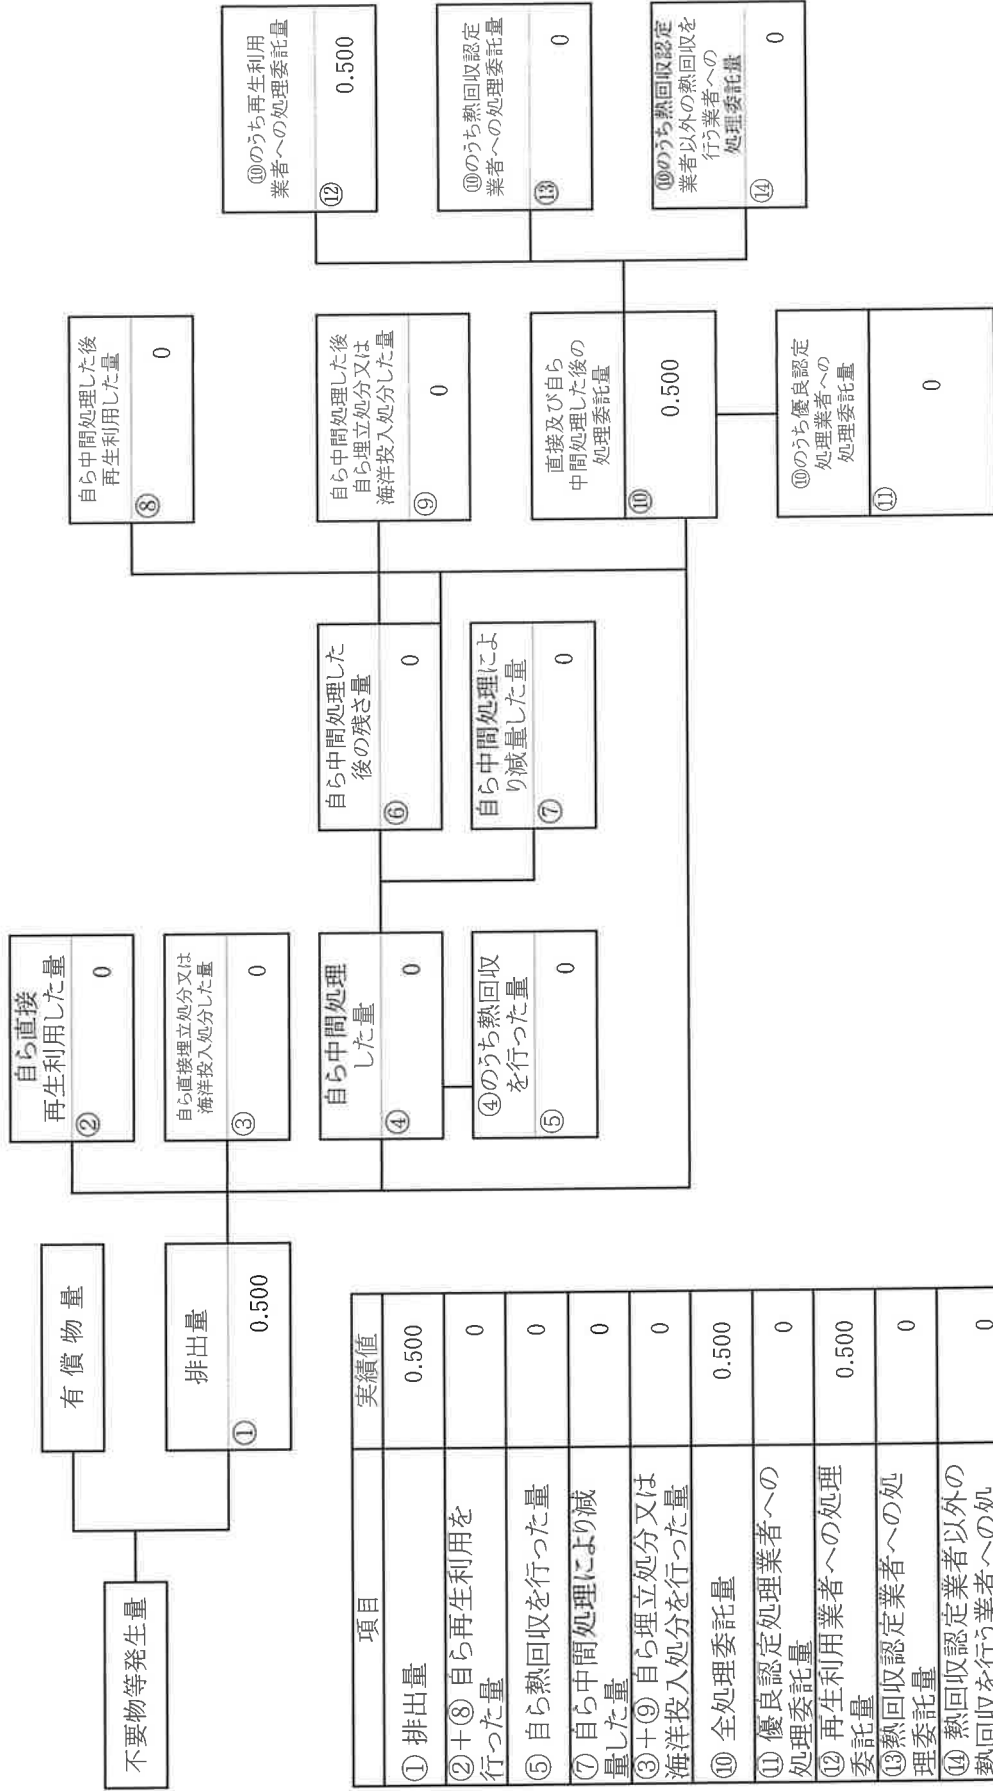 不要物等発生量
有 償 物 量
排出量
① 0.500
自ら直接
再生利用した量
② 0
自ら直接埋立処分又は
海洋投入処分した量
③ 0
自ら中間処理
した量
④ 0
④のうち熱回収
を行った量
⑤ 0
自ら中間処理した
後の残さ量
⑥ 0
自ら中間処理によ
り減量した量
⑦ 0
自ら中間処理した後
再生利用した量
⑧ 0
自ら中間処理した後
自ら埋立処分又は
海洋投入処分した量
⑨ 0
直接及び自ら
中間処理した後の
処理委託量
⑩ 0.500
⑩のうち優良認定
処理業者への
処理委託量
⑪ 0
⑩のうち再生利用
業者への処理委託量
⑫ 0.500
⑩のうち熱回収認定
業者への処理委託量
⑬ 0
⑩のうち熱回収認定
業者以外の熱回収を
行う業者への
処理委託量
⑭ 0
項目 実績値
① 排出量 0.500
②+⑧ 自ら再生利用を
行った量 0
⑤ 自ら熱回収を行った量 0
⑦ 自ら中間処理により減
量した量 0
③+⑨ 自ら埋立処分又は
海洋投入処分を行った量 0
⑩ 全処理委託量 0.500
⑪ 優良認定処理業者への
処理委託量 0
⑫ 再生利用業者への処理
委託量 0.500
⑬熱回収認定業者への処
理委託量 0
⑭ 熱回収認定業者以外の
熱回収を行う業者への処 0